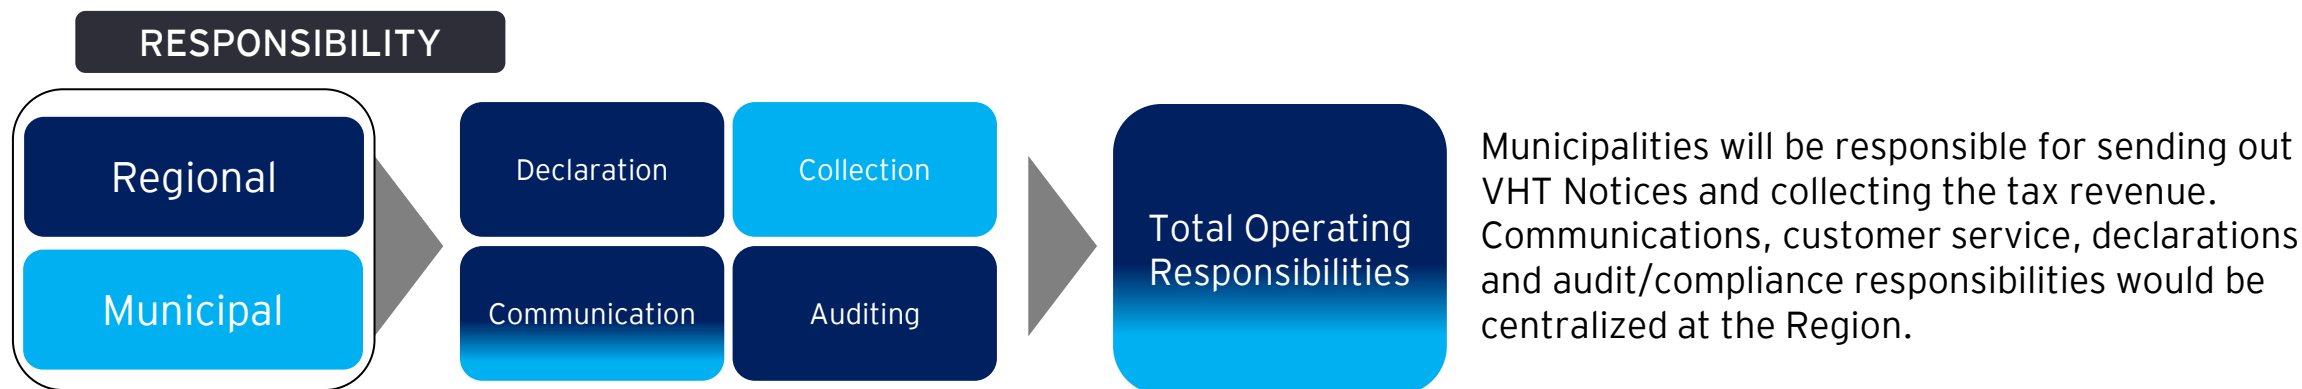 RESPONSIBILITY
Regional
Municipal
Declaration
Collection
Communication
Auditing
Total Operating
Responsibilities
Municipalities will be responsible for sending out
VHT Notices and collecting the tax revenue.
Communications, customer service, declarations
and audit/compliance responsibilities would be
centralized at the Region.